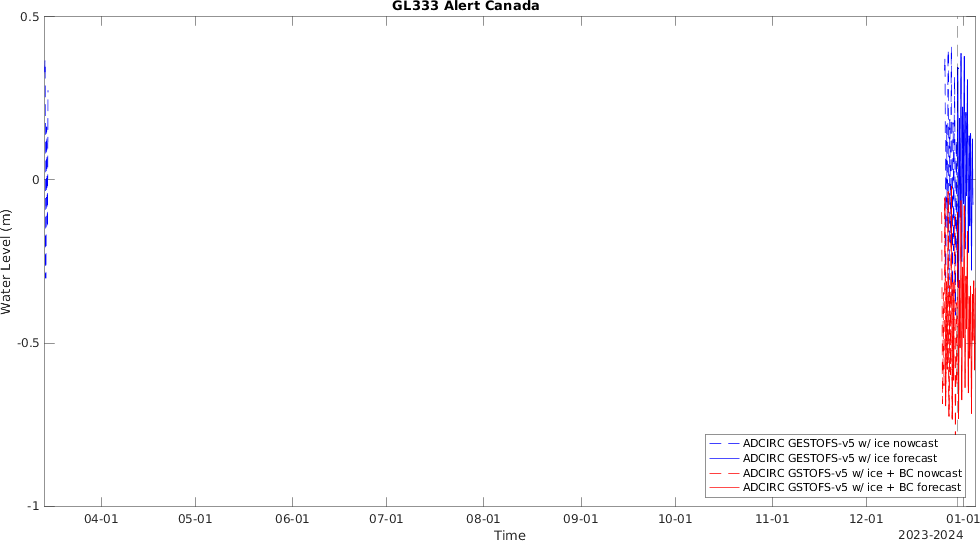 GL333 Alert Canada
0.5
0
-0.5
-1
Water Level (m)
04-01 05-01 06-01 07-01 08-01 09-01 10-01 11-01 12-01 01-01
Time
2023-2024
ADCIRC GESTOFS-v5 w/ ice nowcast
ADCIRC GESTOFS-v5 w/ ice forecast
ADCIRC GSTOFS-v5 w/ ice + BC nowcast
ADCIRC GSTOFS-v5 w/ ice + BC forecast